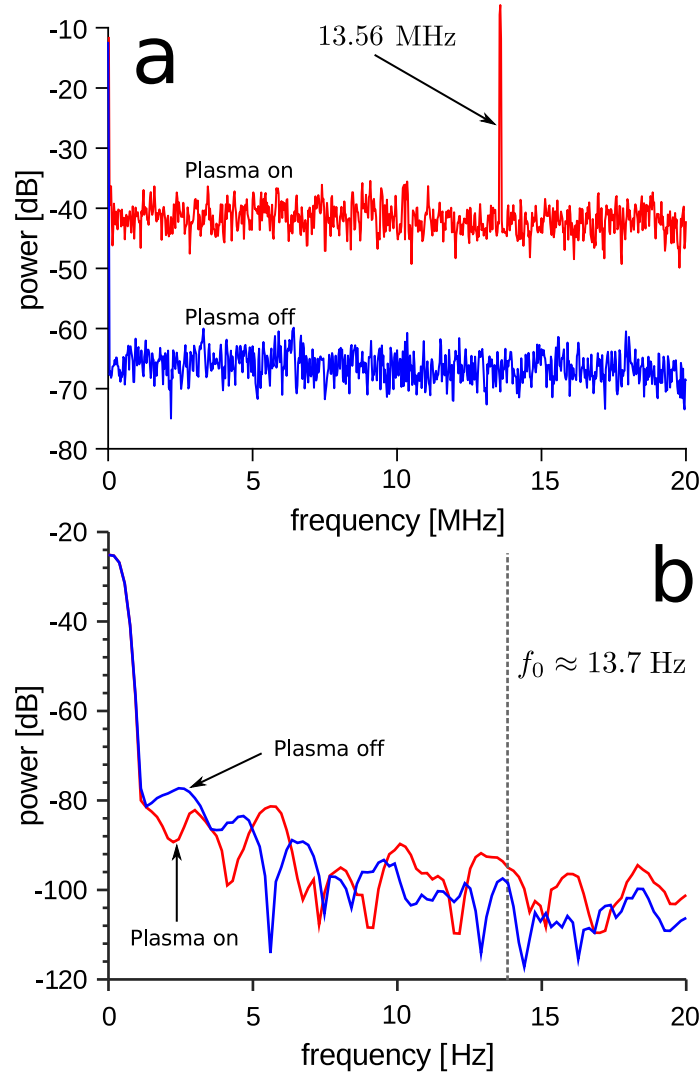 a
13.56 MHz
Plasma on
Plasma off
power [dB]
-10
-20
-30
-40
-50
-60
-70
-80
0
5
10
15
20
frequency [MHz]
b
f₀ ≈ 13.7 Hz
Plasma off
Plasma on
power [dB]
-20
-40
-60
-80
-100
-120
0
5
10
15
20
frequency [Hz]